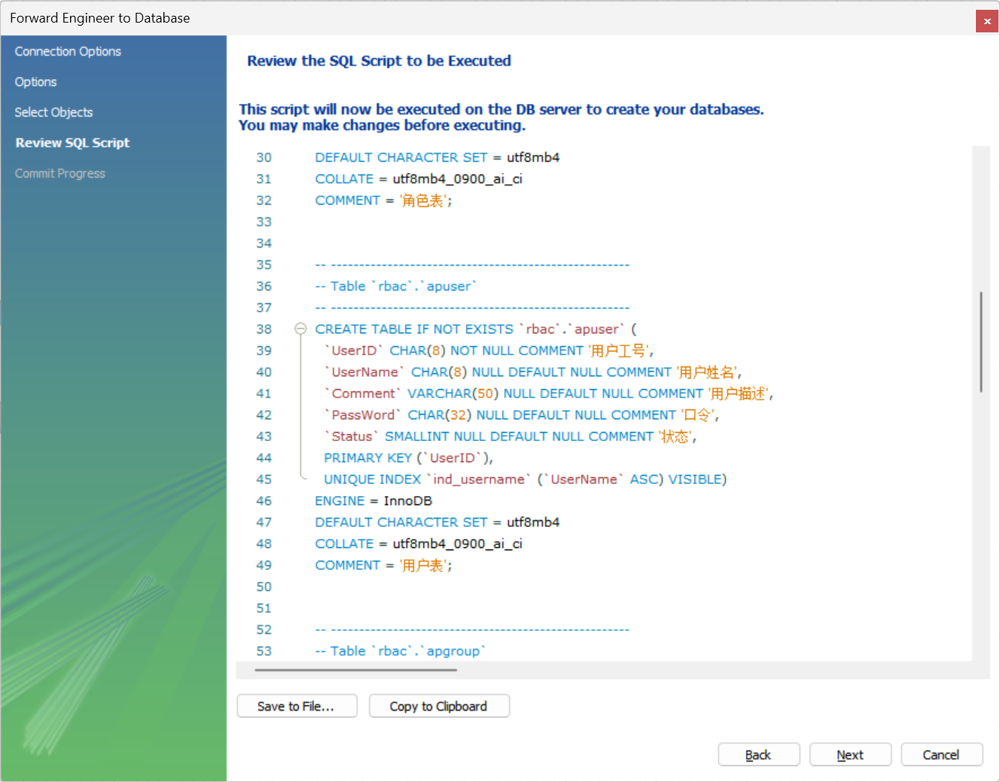 Forward Engineer to Database
Connection Options
Options
Select Objects
Review SQL Script
Commit Progress
Review the SQL Script to be Executed
This script will now be executed on the DB server to create your databases.
You may make changes before executing.
30 DEFAULT CHARACTER SET = utf8mb4
31 COLLATE = utf8mb4_0900_ai_ci
32 COMMENT = '角色表';
33
34
35 -- -----------------------------------------------------
36 -- Table `rbac`.`apuser`
37 -- -----------------------------------------------------
38 CREATE TABLE IF NOT EXISTS `rbac`.`apuser` (
39 `UserID` CHAR(8) NOT NULL COMMENT '用户工号',
40 `UserName` CHAR(8) NULL DEFAULT NULL COMMENT '用户姓名',
41 `Comment` VARCHAR(50) NULL DEFAULT NULL COMMENT '用户描述',
42 `PassWord` CHAR(32) NULL DEFAULT NULL COMMENT '口令',
43 `Status` SMALLINT NULL DEFAULT NULL COMMENT '状态',
44 PRIMARY KEY (`UserID`),
45 UNIQUE INDEX `ind_username` (`UserName` ASC) VISIBLE)
46 ENGINE = InnoDB
47 DEFAULT CHARACTER SET = utf8mb4
48 COLLATE = utf8mb4_0900_ai_ci
49 COMMENT = '用户表';
50
51
52 -- -----------------------------------------------------
53 -- Table `rbac`.`apgroup`
Save to File...
Copy to Clipboard
Back
Next
Cancel